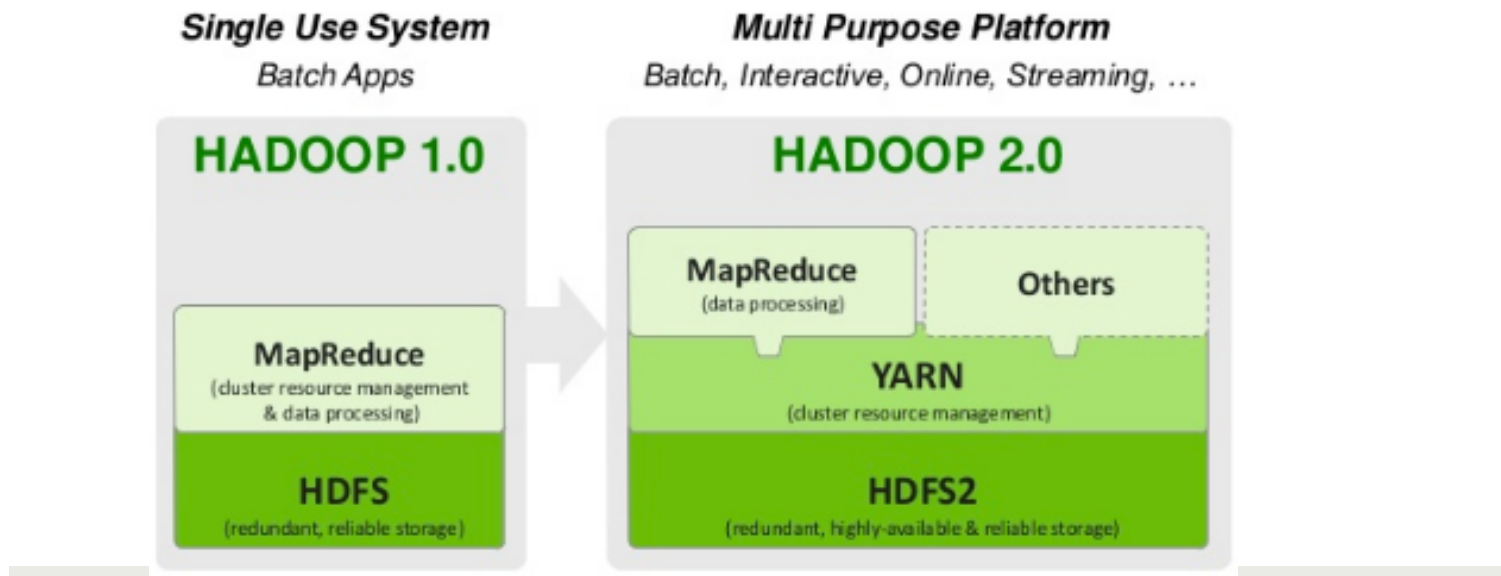 Single Use System
Batch Apps
HADOOP 1.0
MapReduce
(cluster resource management
& data processing)
HDFS
(redundant, reliable storage)
Multi Purpose Platform
Batch, Interactive, Online, Streaming, …
HADOOP 2.0
MapReduce
(data processing)
Others
YARN
(cluster resource management)
HDFS2
(redundant, highly-available & reliable storage)